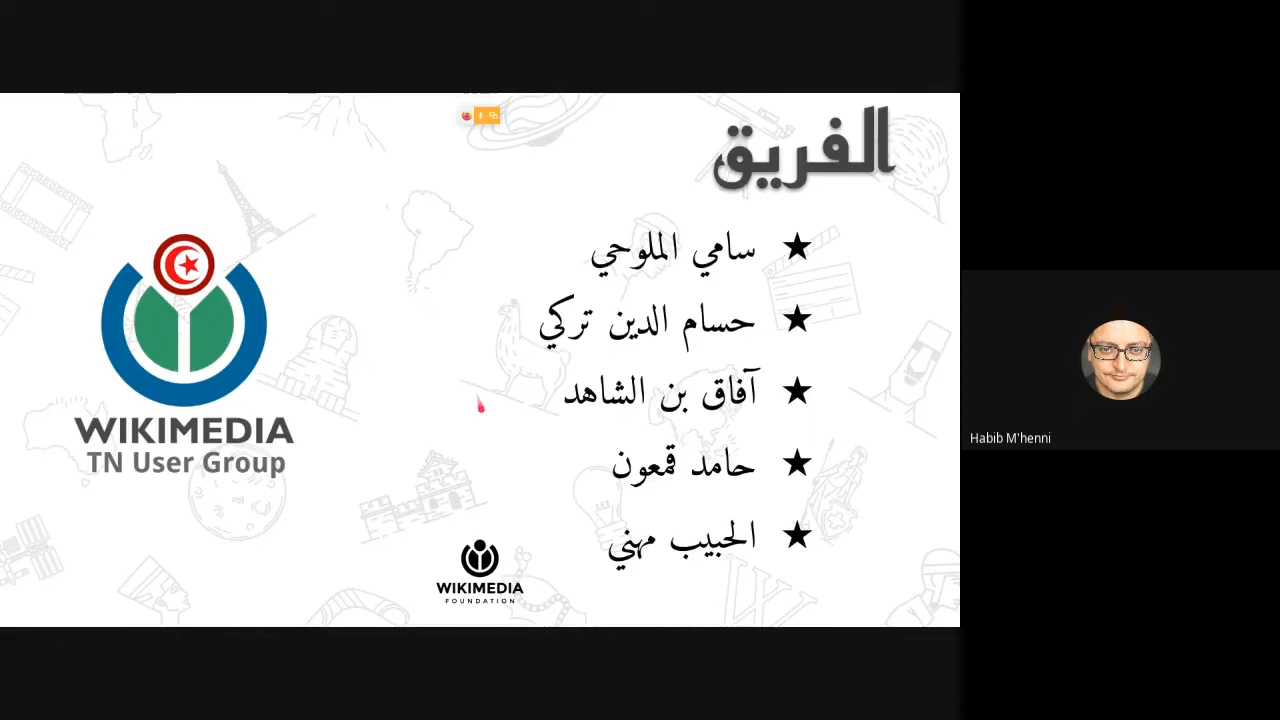 الفريق
سامي الملوحي
حسام الدين تركي
آفاق بن الشاهد
حامد قمعون
الحبيب مهني
WIKIMEDIA
TN User Group
WIKIMEDIA
FOUNDATION
Habib M'henni